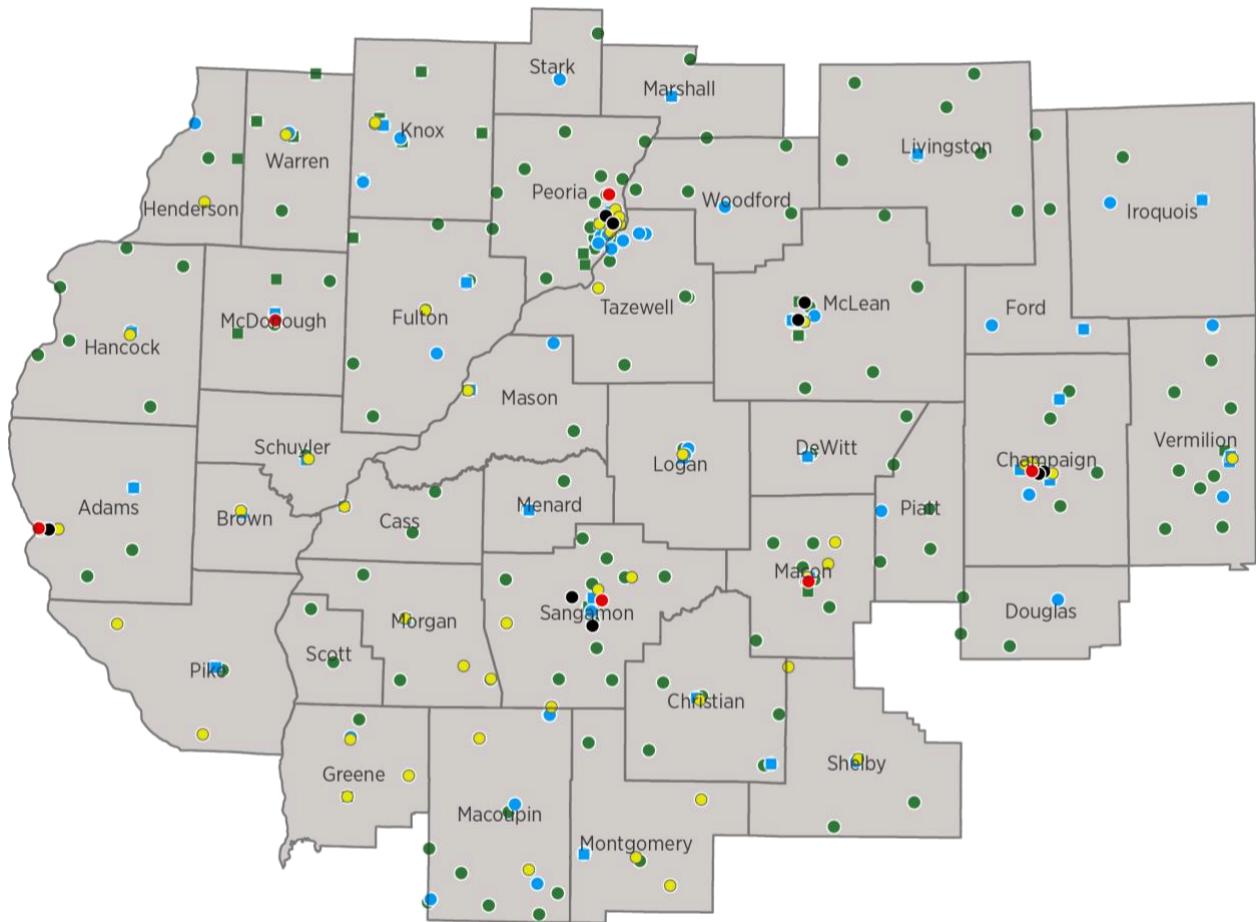 Stark
Marshall
Knox
Warren
Livingston
Peoria
Woodford
Henderson
Iroquois
McLean
Tazewell
Ford
McDonough
Fulton
Hancock
Mason
Schuyler
DeWitt
Vermilion
Logan
Champaign
Adams
Menard
Piatt
Brown
Cass
Macon
Sangamon
Douglas
Morgan
Scott
Pike
Christian
Shelby
Greene
Macoupin
Montgomery